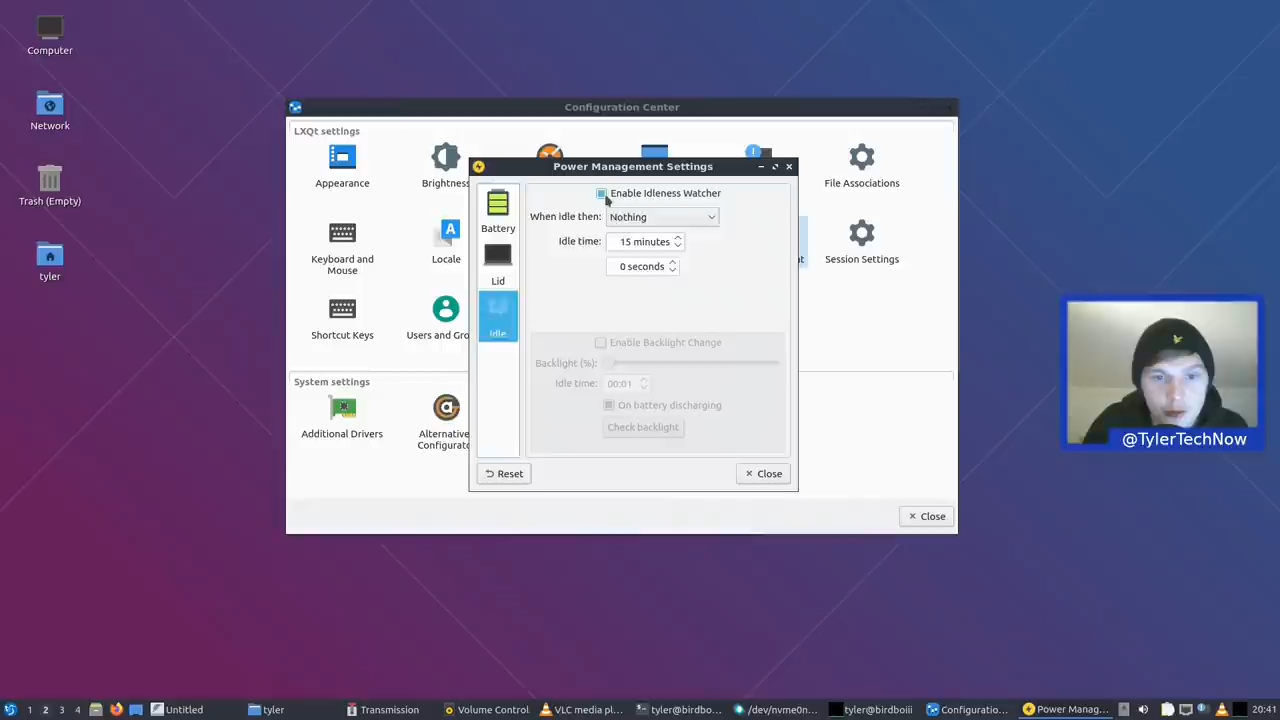 Computer
Network
Trash (Empty)
tyler
Configuration Center
LXQt settings
Appearance
Brightness
File Associations
Keyboard and
Mouse
Locale
Session Settings
Shortcut Keys
Users and Gro
System settings
Additional Drivers
Alternative
Configurato
Close
Power Management Settings
Battery
Lid
Idle
Enable Idleness Watcher
When idle then: Nothing
Idle time: 15 minutes
0 seconds
Enable Backlight Change
Backlight (%):
Idle time: 00:01
On battery discharging
Check backlight
Reset
Close
@TylerTechNow
1 2 3 4 Untitled tyler Transmission Volume Control VLC media pl... tyler@birdbo... /dev/nvme0n... tyler@birdboiii Configuratio... Power Manag... 20:41